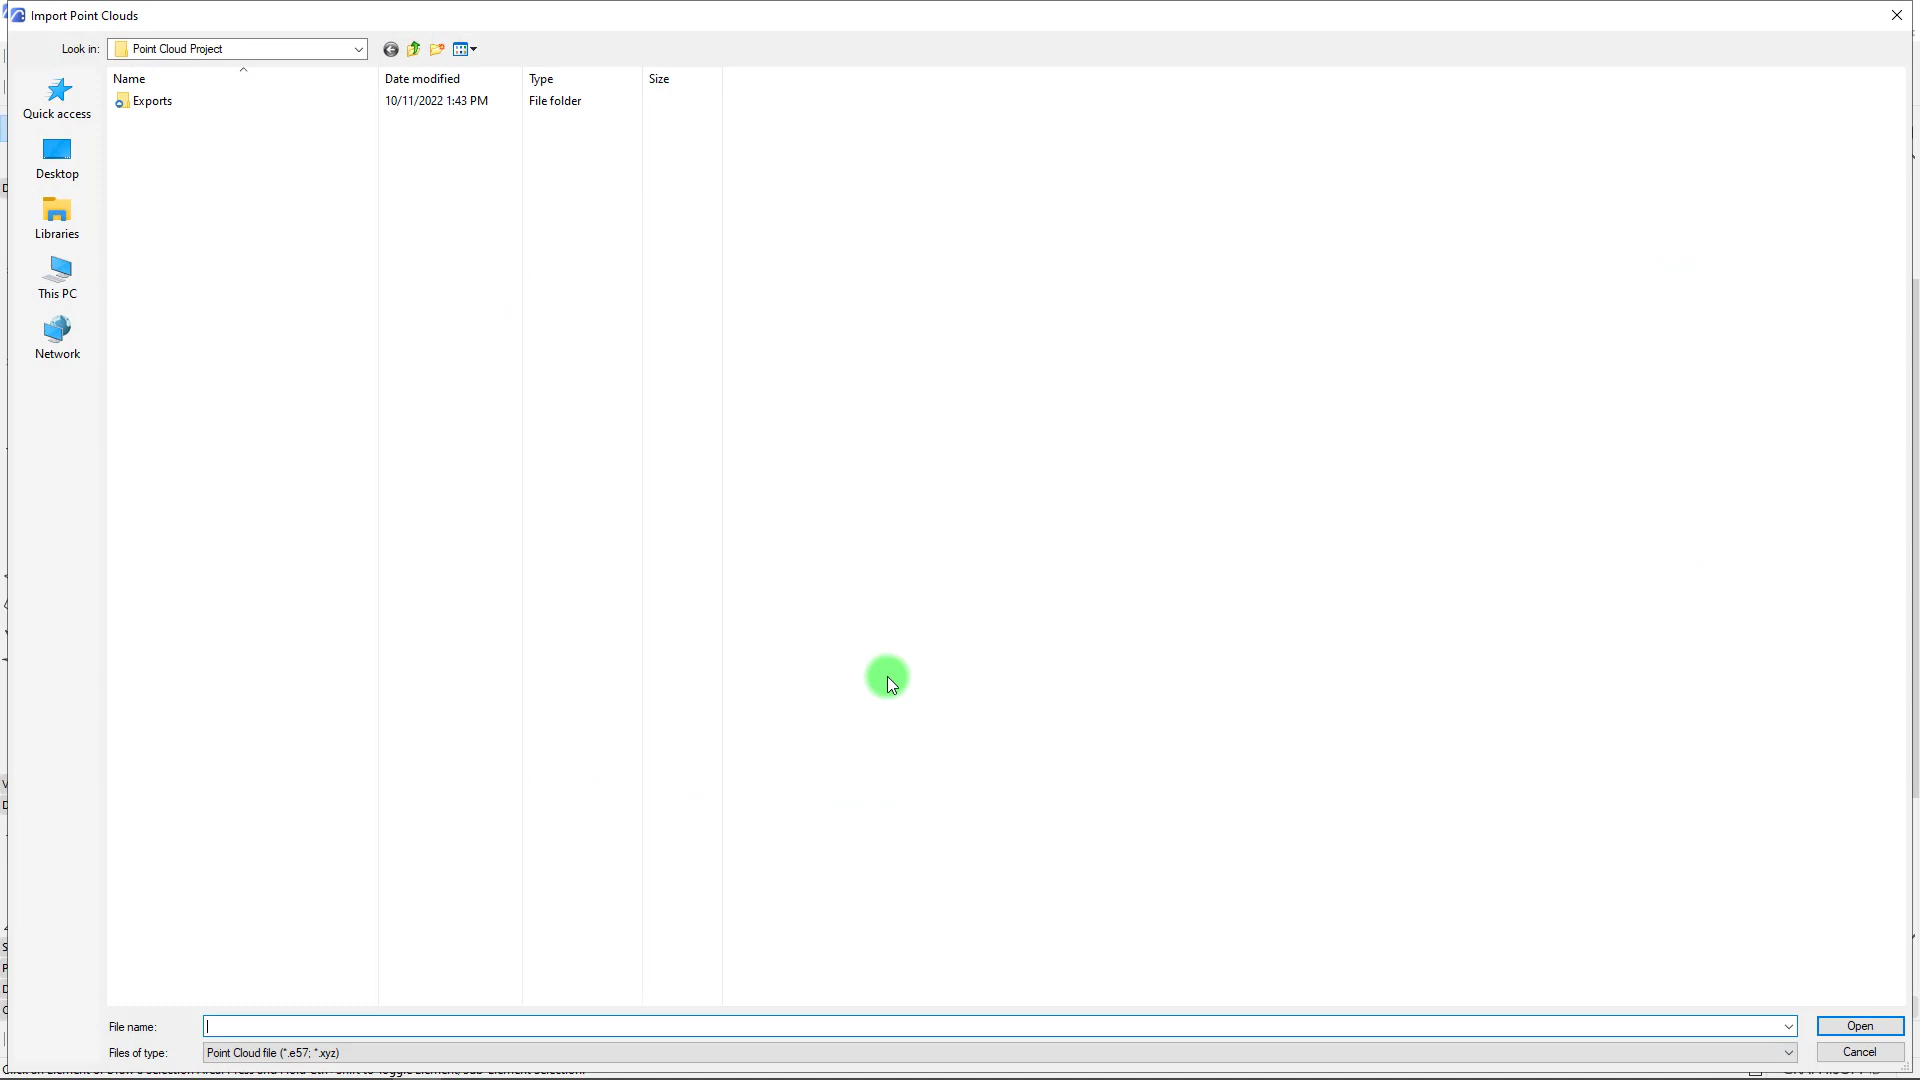 Import Point Clouds
Look in: Point Cloud Project
Name Date modified Type Size
Exports 10/11/2022 1:43 PM File folder
Quick access
Desktop
Libraries
This PC
Network
File name: Open
Files of type: Point Cloud file (*.e57; *.xyz) Cancel